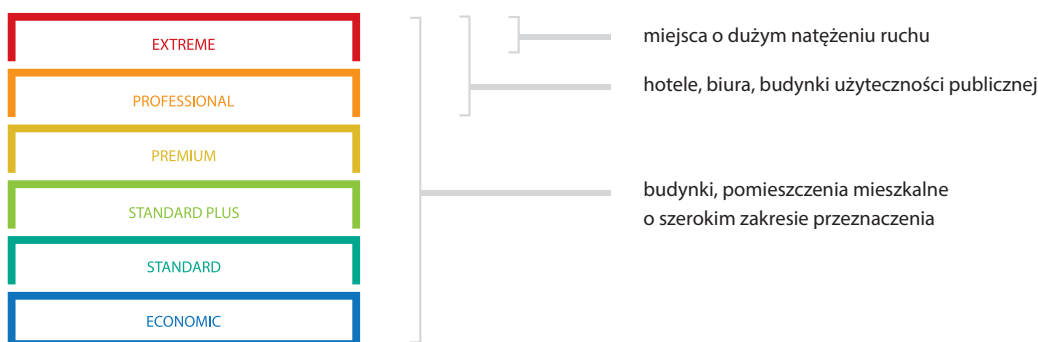 EXTREME
PROFESSIONAL
PREMIUM
STANDARD PLUS
STANDARD
ECONOMIC
miejsca o dużym natężeniu ruchu
hotele, biura, budynki użyteczności publicznej
budynki, pomieszczenia mieszkalne
o szerokim zakresie przeznaczenia